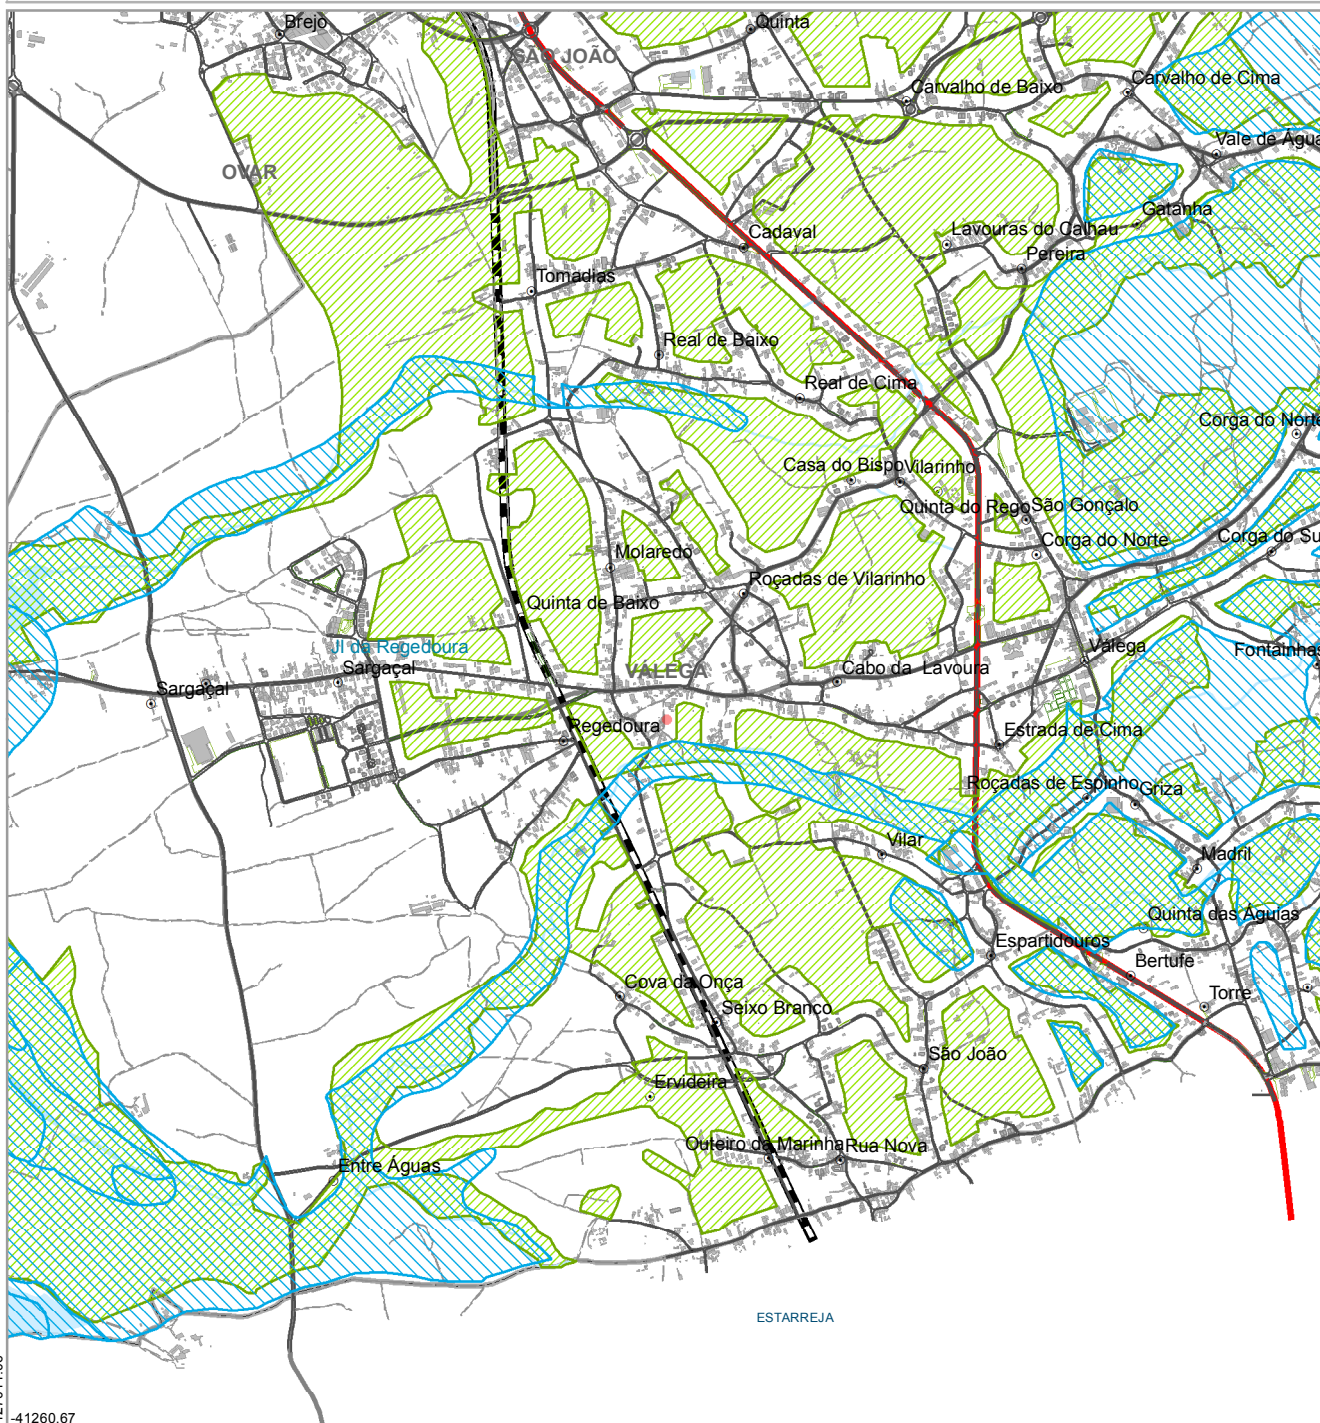 Brejo
Quinta
SÃO JOÃO
Carvalho de Cima
Carvalho de Baixo
Vale de Água
OVAR
Gatanha
Lavouras do Calhau
Cadaval
Pereira
Tomadias
Real de Baixo
Real de Cima
Corga do Norte
Casa do Bispo
Vilarinho
Quinta do Rego
São Gonçalo
Corga do Norte
Corga do Su
Molaredo
Roçadas de Vilarinho
Quinta de Baixo
JI da Regedoura
Válega
Fontainhas
Sargaçal
VALEGA
Cabo da Lavoura
Sargaçal
Regedoura
Estrada de Cima
Roçadas de Espinho
Griza
Vilar
Madril
Quinta das Águias
Espartidouros
Bertufe
Cova da Onça
Torre
Seixo Branco
São João
Ervideira
Outeiro da Marinha
Rua Nova
Entre Águas
ESTARREJA
-41260.67